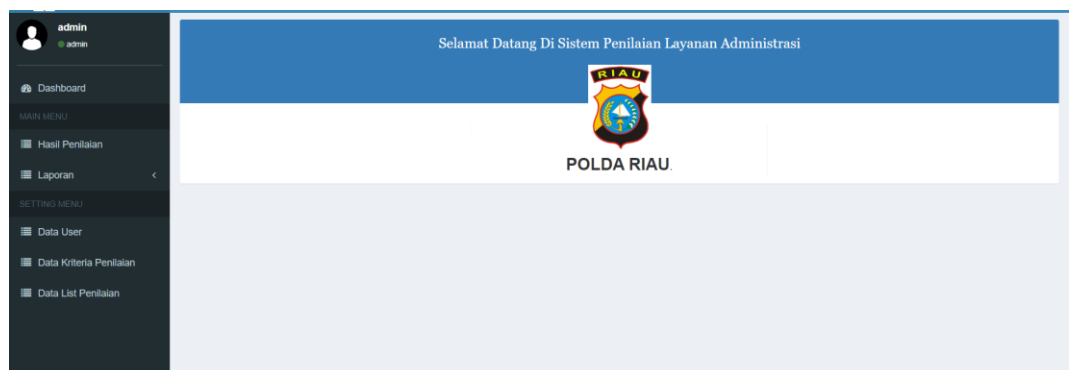 admin
admin
Dashboard
MAIN MENU
Hasil Penilaian
Laporan
SETTING MENU
Data User
Data Kriteria Penilaian
Data List Penilaian
Selamat Datang Di Sistem Penilaian Layanan Administrasi
RIAU
POLDA RIAU.